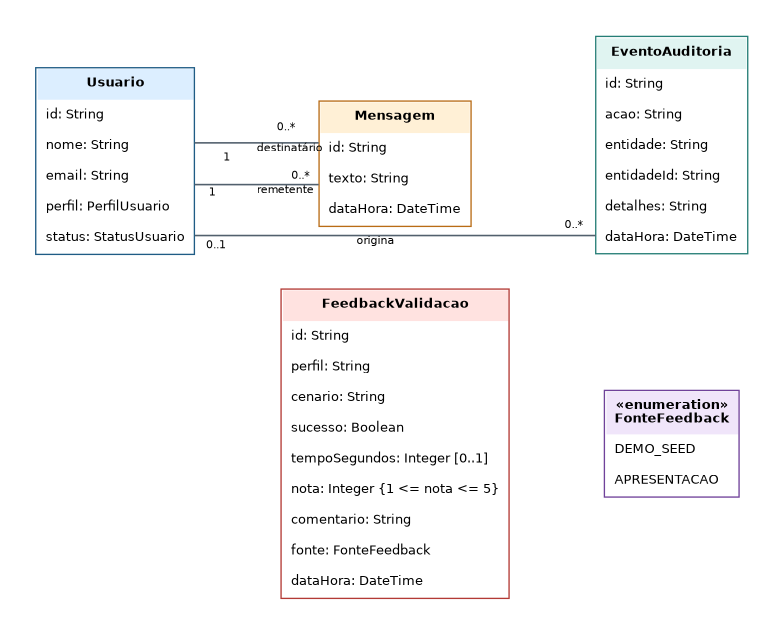 Usuario
id: String
nome: String
email: String
perfil: PerfilUsuario
status: StatusUsuario
0..*
destinatário
1
0..*
remetente
1
Mensagem
id: String
texto: String
dataHora: DateTime
0..1
origina
0..*
EventoAuditoria
id: String
acao: String
entidade: String
entidadeId: String
detalhes: String
dataHora: DateTime
FeedbackValidacao
id: String
perfil: String
cenario: String
sucesso: Boolean
tempoSegundos: Integer [0..1]
nota: Integer {1 <= nota <= 5}
comentario: String
fonte: FonteFeedback
dataHora: DateTime
«enumeration»
FonteFeedback
DEMO_SEED
APRESENTACAO